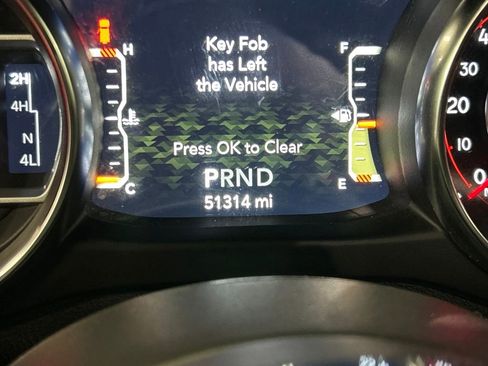 2H
4H
N
4L
H
C
Key Fob
has Left
the Vehicle
Press OK to Clear
PRND
51314 mi
F
E
30
20
10
0